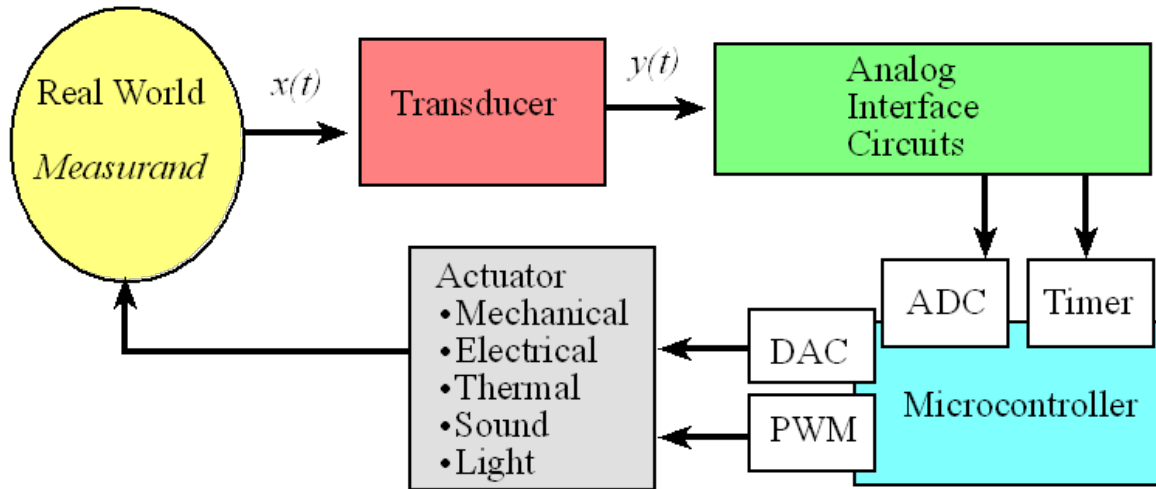 Real World
Measurand
x(t)
Transducer
y(t)
Analog
Interface
Circuits
ADC
Timer
Microcontroller
DAC
PWM
Actuator
•Mechanical
•Electrical
•Thermal
•Sound
•Light